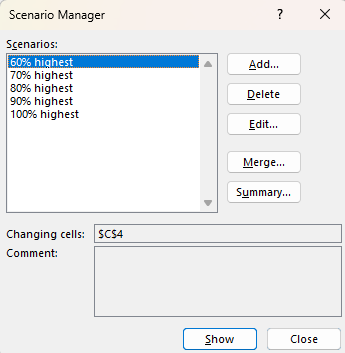 Scenario Manager ? ×
Scenarios:
60% highest
70% highest
80% highest
90% highest
100% highest
Add...
Delete
Edit...
Merge...
Summary...
Changing cells: $C$4
Comment:
Show Close